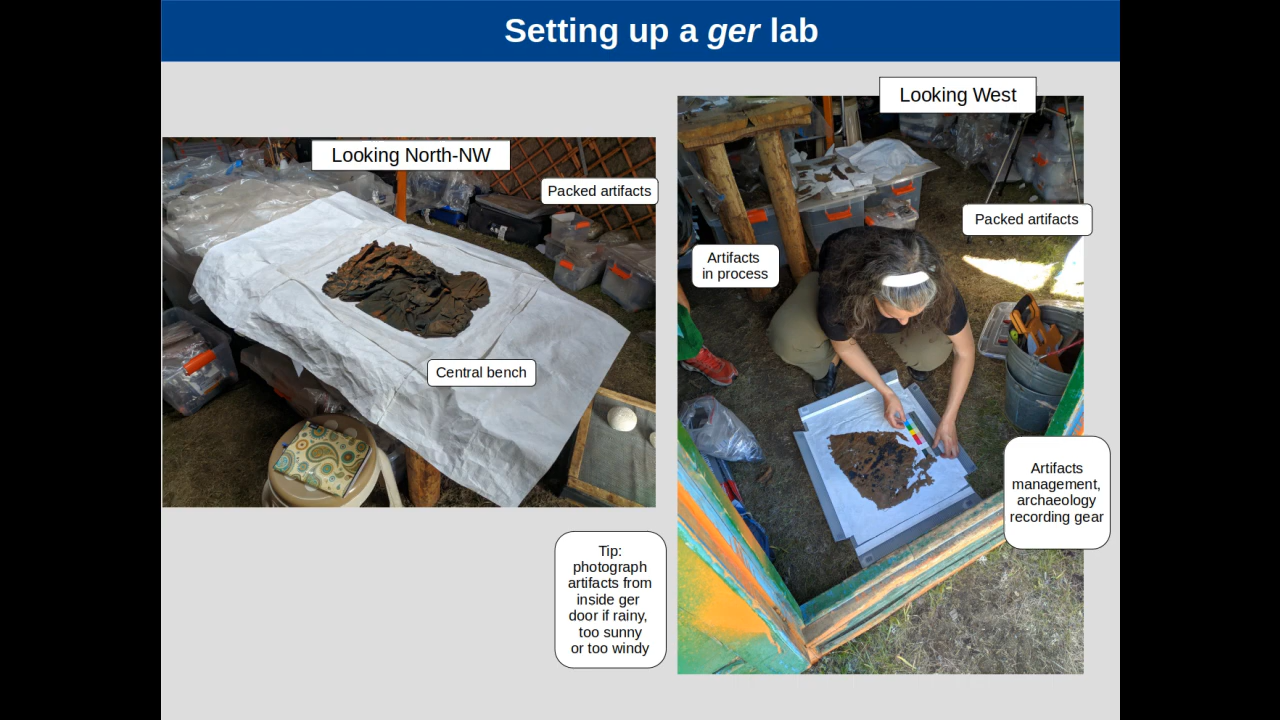 Setting up a ger lab
Looking North-NW
Packed artifacts
Central bench
Looking West
Packed artifacts
Artifacts
in process
Artifacts
management,
archaeology
recording gear
Tip:
photograph
artifacts from
inside ger
door if rainy,
too sunny
or too windy